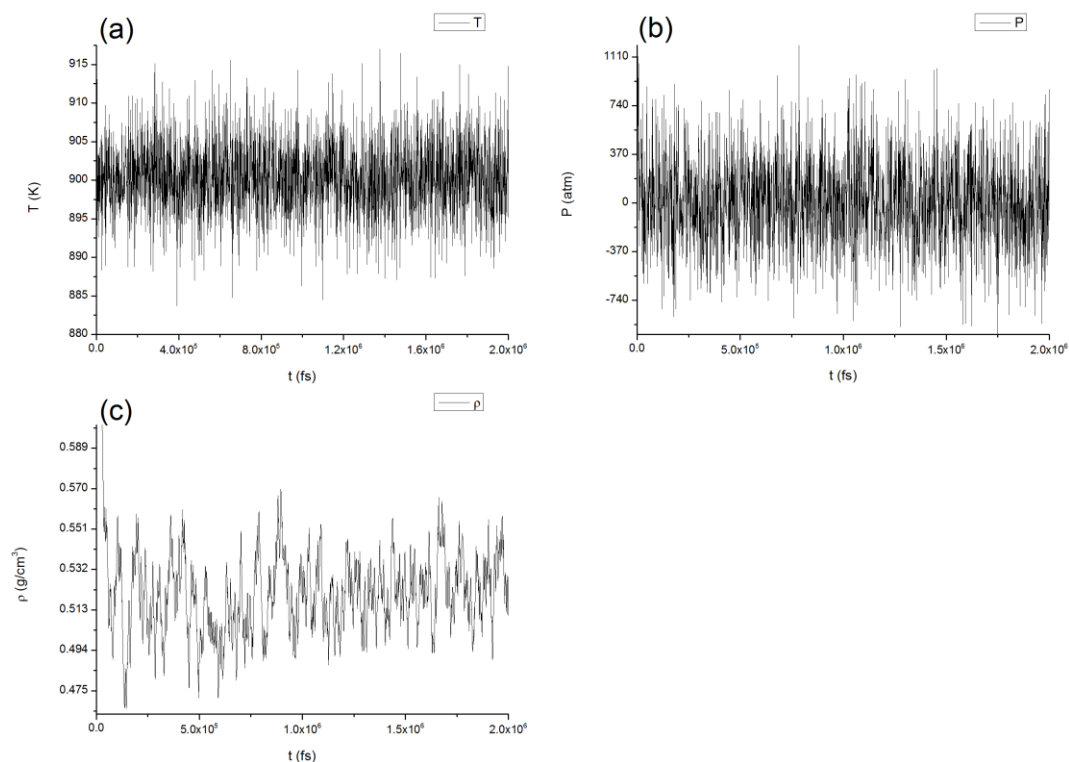 (a)
T
915
910
905
900
895
890
885
880
T (K)
0.0 4.0x10⁵ 8.0x10⁵ 1.2x10⁶ 1.6x10⁶ 2.0x10⁶
t (fs)
(b)
P
1110
740
370
0
-370
-740
P (atm)
0.0 5.0x10⁵ 1.0x10⁶ 1.5x10⁶ 2.0x10⁶
t (fs)
(c)
ρ
0.589
0.570
0.551
0.532
0.513
0.494
0.475
ρ (g/cm³)
0.0 5.0x10⁵ 1.0x10⁶ 1.5x10⁶ 2.0x10⁶
t (fs)